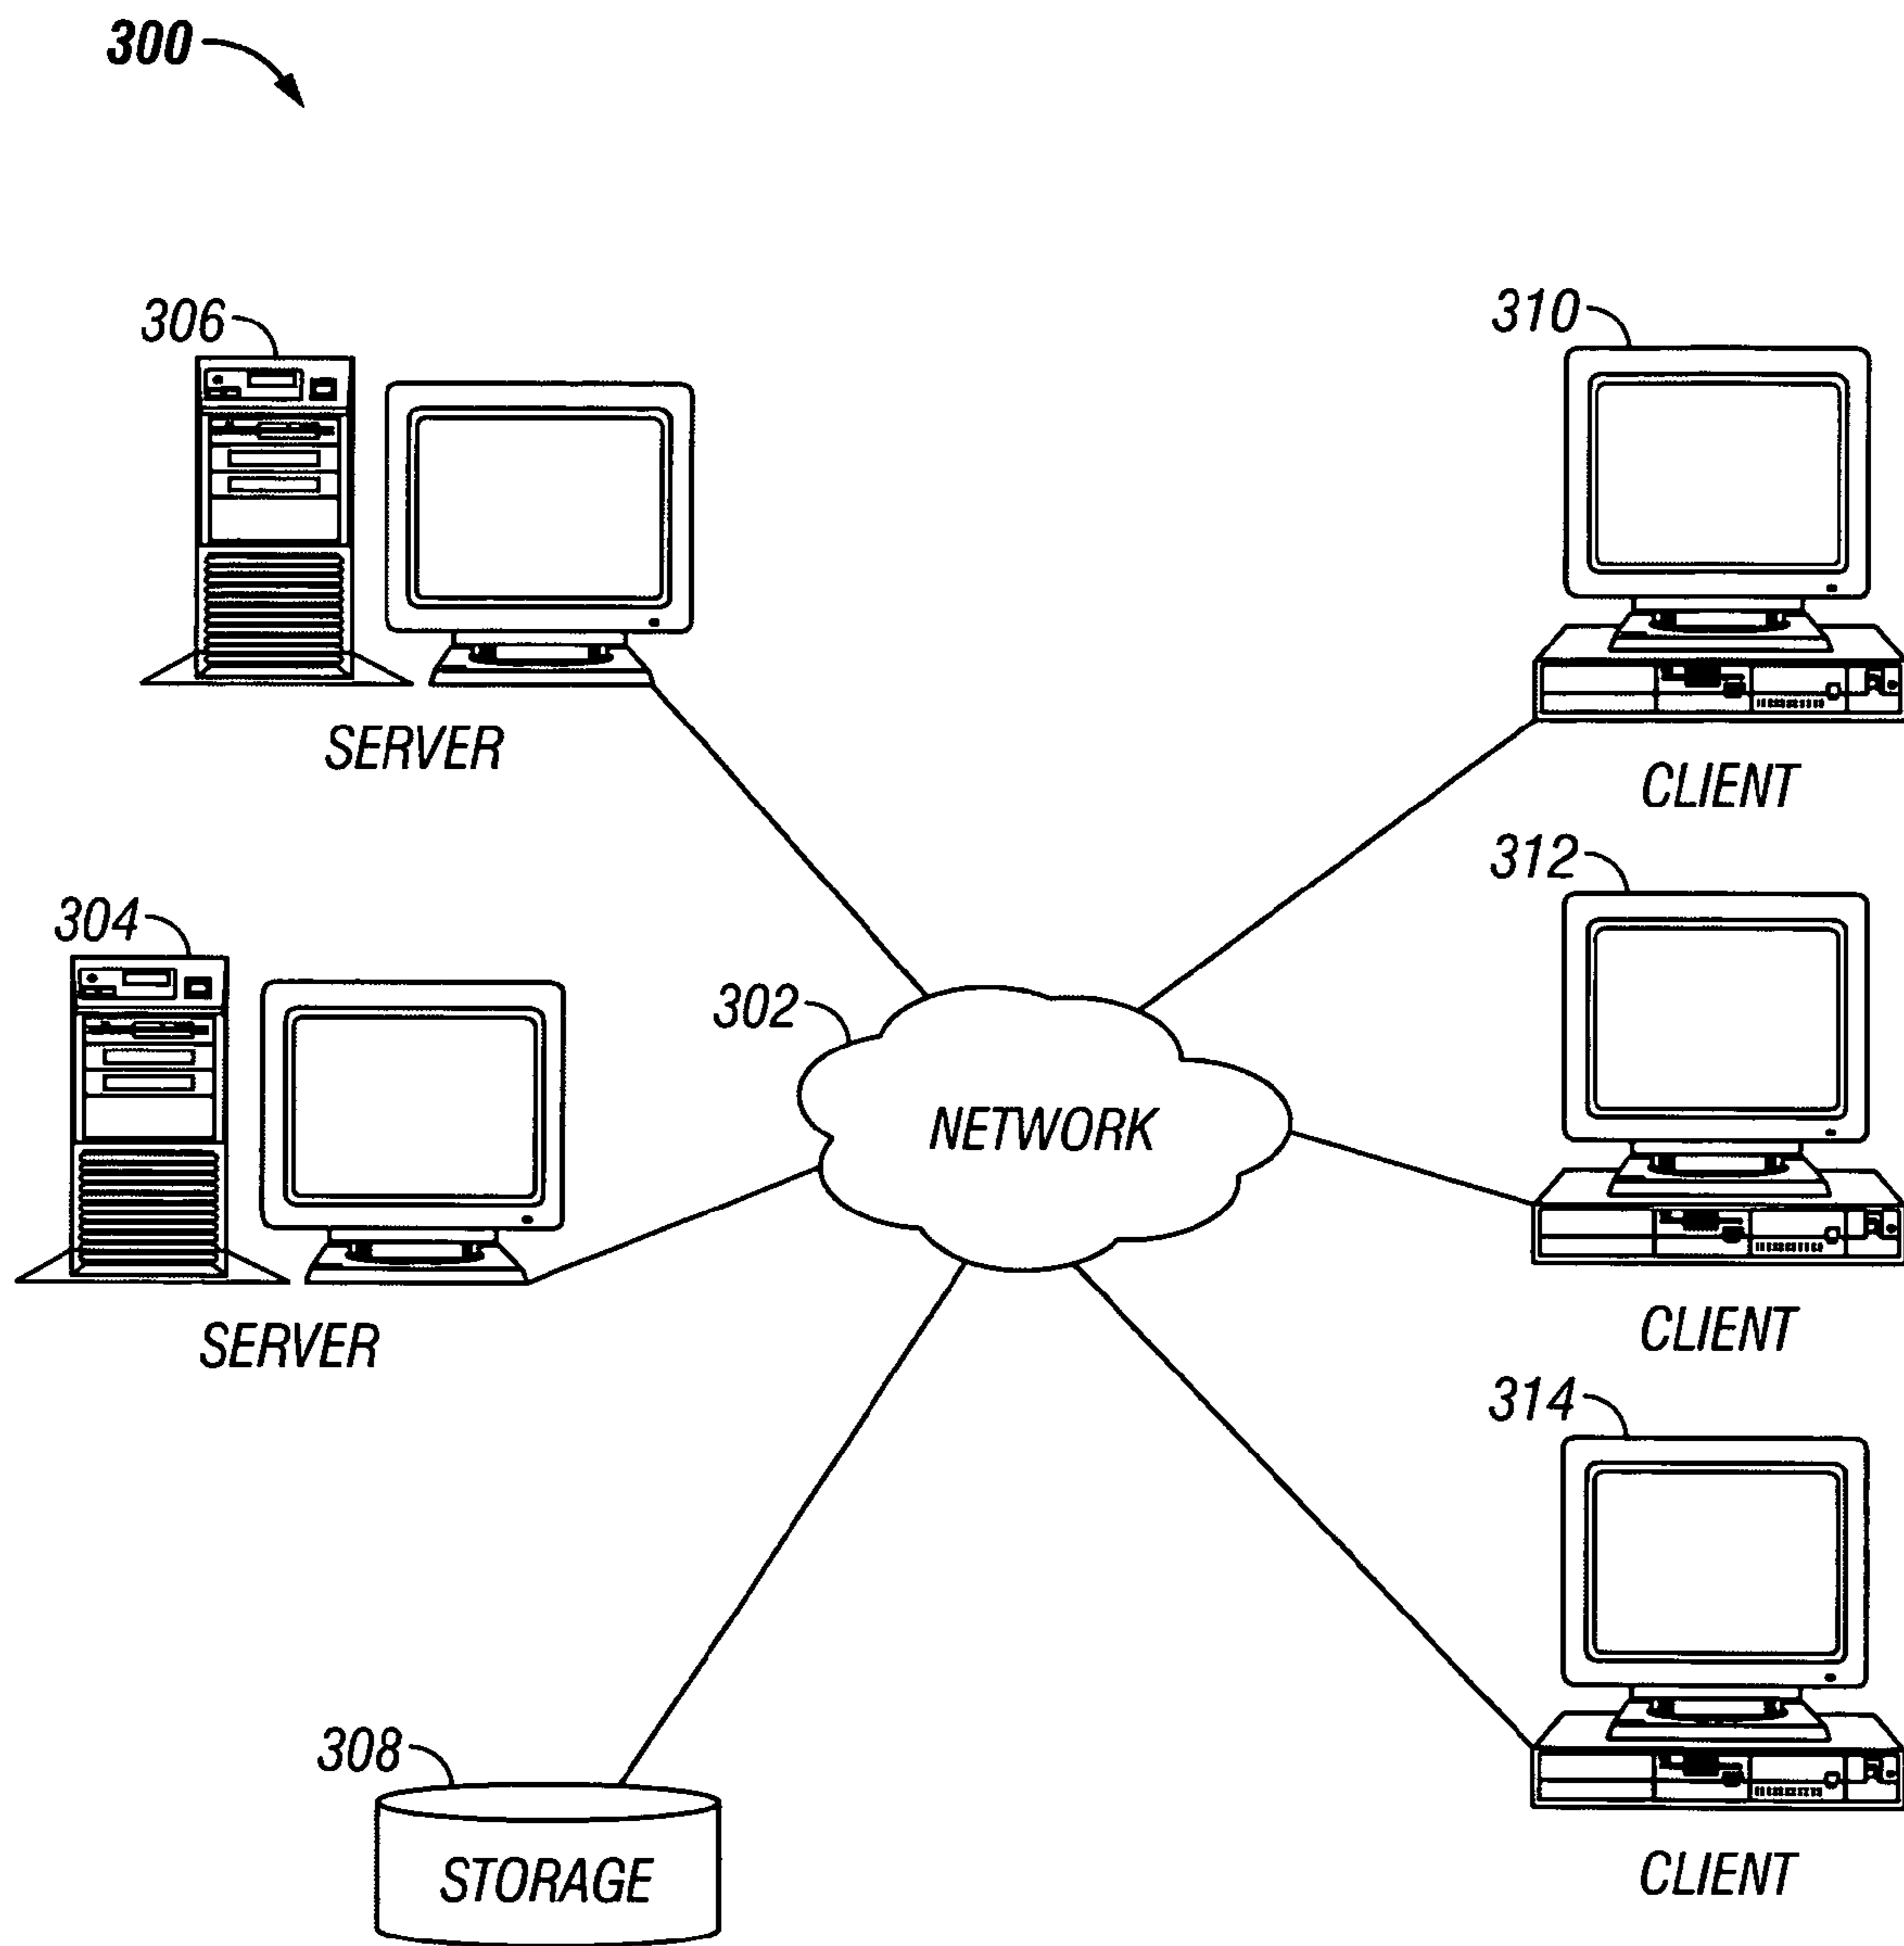 300
306
SERVER
310
CLIENT
304
SERVER
302
NETWORK
312
CLIENT
308
STORAGE
314
CLIENT